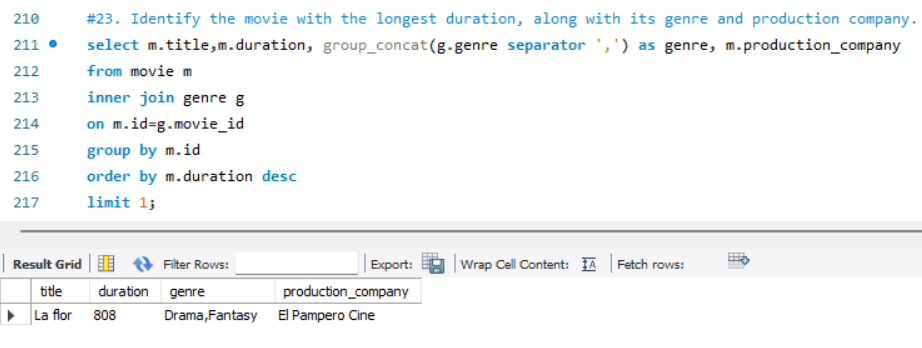 210 #23. Identify the movie with the longest duration, along with its genre and production company.
211 select m.title,m.duration, group_concat(g.genre separator ',') as genre, m.production_company
212 from movie m
213 inner join genre g
214 on m.id=g.movie_id
215 group by m.id
216 order by m.duration desc
217 limit 1;
Result Grid Filter Rows: Export: Wrap Cell Content: IA Fetch rows:
title duration genre production_company
La flor 808 Drama,Fantasy El Pampero Cine